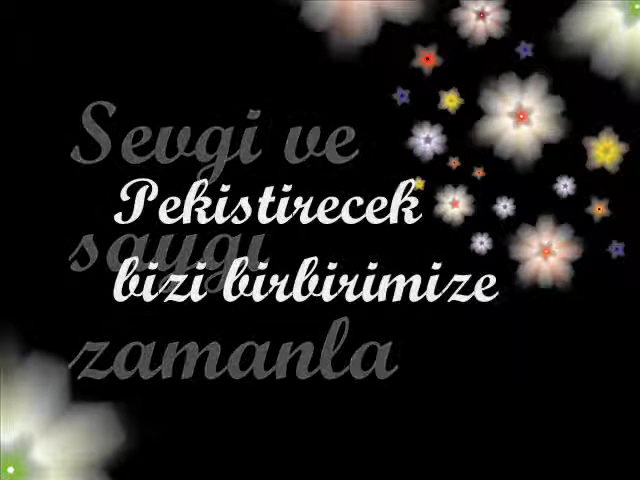 Sevgi ve
saygı
zamanla
Pekistirecek
bizi birbirimize